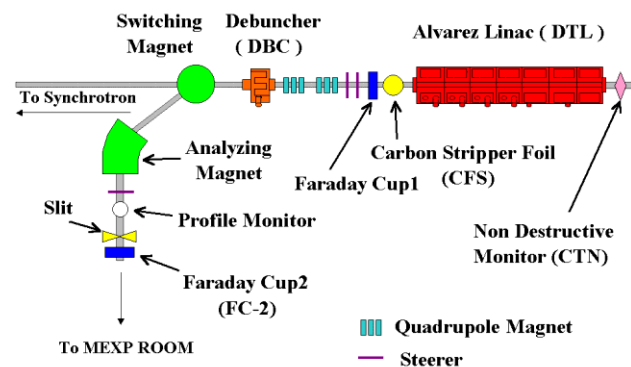 Switching
Magnet
Debuncher
( DBC )
Alvarez Linac ( DTL )
To Synchrotron
Analyzing
Magnet
Faraday Cup1
Carbon Stripper Foil
(CFS)
Slit
Profile Monitor
Non Destructive
Monitor (CTN)
Faraday Cup2
(FC-2)
To MEXP ROOM
Quadrupole Magnet
Steerer